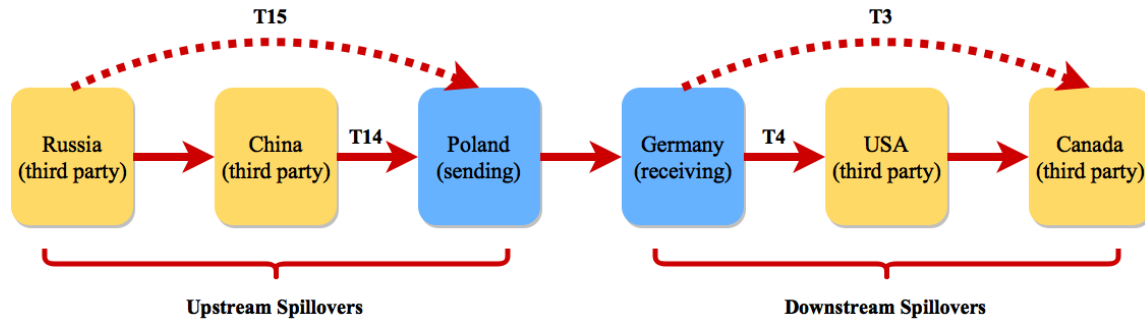 T15
T3
Russia
(third party)
China
(third party)
T14
Poland
(sending)
Germany
(receiving)
T4
USA
(third party)
Canada
(third party)
Upstream Spillovers
Downstream Spillovers